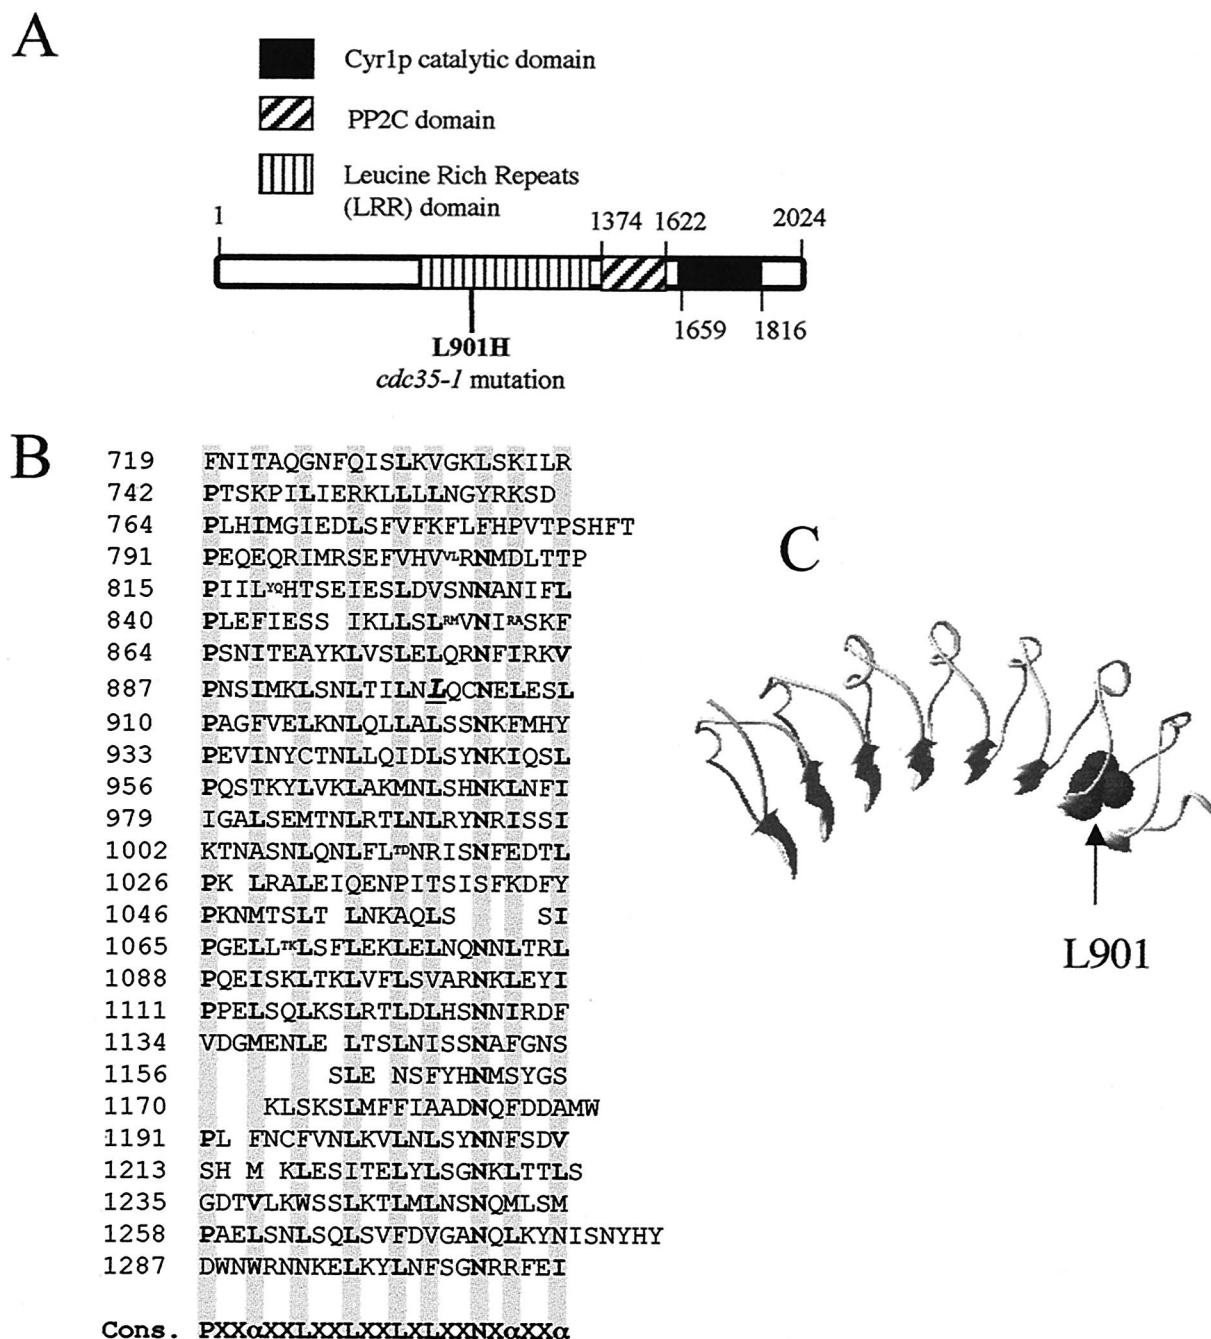 A
Cyr1p catalytic domain
PP2C domain
Leucine Rich Repeats
(LRR) domain
1 1374 1622 2024
1659 1816
L901H
cdc35-1 mutation
B
719 FNITAQGNFQISLKVGKLSKILR
742 PTSKPILIERKLLLLNGYRKSD
764 PLHIMGIEDLSFVFKFLFHPVTPSHFT
791 PEQEQRIMRSEFVHVVLRNMDLTTP
815 PIILYQHTSEIESLDVSNNANIFL
840 PLEFIESS IKLLSLRMVNIRASKF
864 PSNITEAYKLVSLELQRNFIRKV
887 PNSIMKLSNLTILNLQCNELESL
910 PAGFVELKNLQLLALSSNKFMHY
933 PEVINYCTNLLQIDLSYNKIQSL
956 PQSTKYLVKLAKMNLSHNKLNFI
979 IGALSEMTNLRTLNLRYNRISSI
1002 KTNASNLQNLFLTDNRISNFEDTL
1026 PK LRALEIQENPITSISFKDFY
1046 PKNMTSLT LNKAQLS SI
1065 PGELLTKLSFLEKLELNQNNLTRL
1088 PQEISKLTKLVFLSVARNKLEYI
1111 PPELSQLKSLRTLDLHSNNIRDF
1134 VDGMENLE LTSLNISSNAFGNS
1156 SLE NSFYHNMSYGS
1170 KLSKSLMFFIAADNQFDDAMW
1191 PL FNCFVNLKVLNLSYNNFSDV
1213 SH M KLESITELYLSGNKLTTLS
1235 GDTVLKWSSLKTLMLNSNQMLSM
1258 PAELSNLSQLSVFDVGANQLKYNISNYHY
1287 DWNWRNNKELKYLNFSGNRRFEI
Cons. PXXαXXLXXLXXLXLXXNXαXXα
C
L901